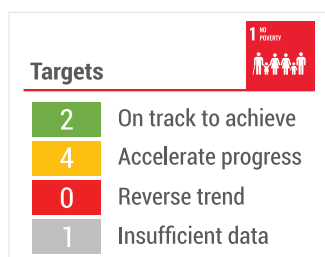 1 NO
POVERTY
Targets
2 On track to achieve
4 Accelerate progress
0 Reverse trend
1 Insufficient data